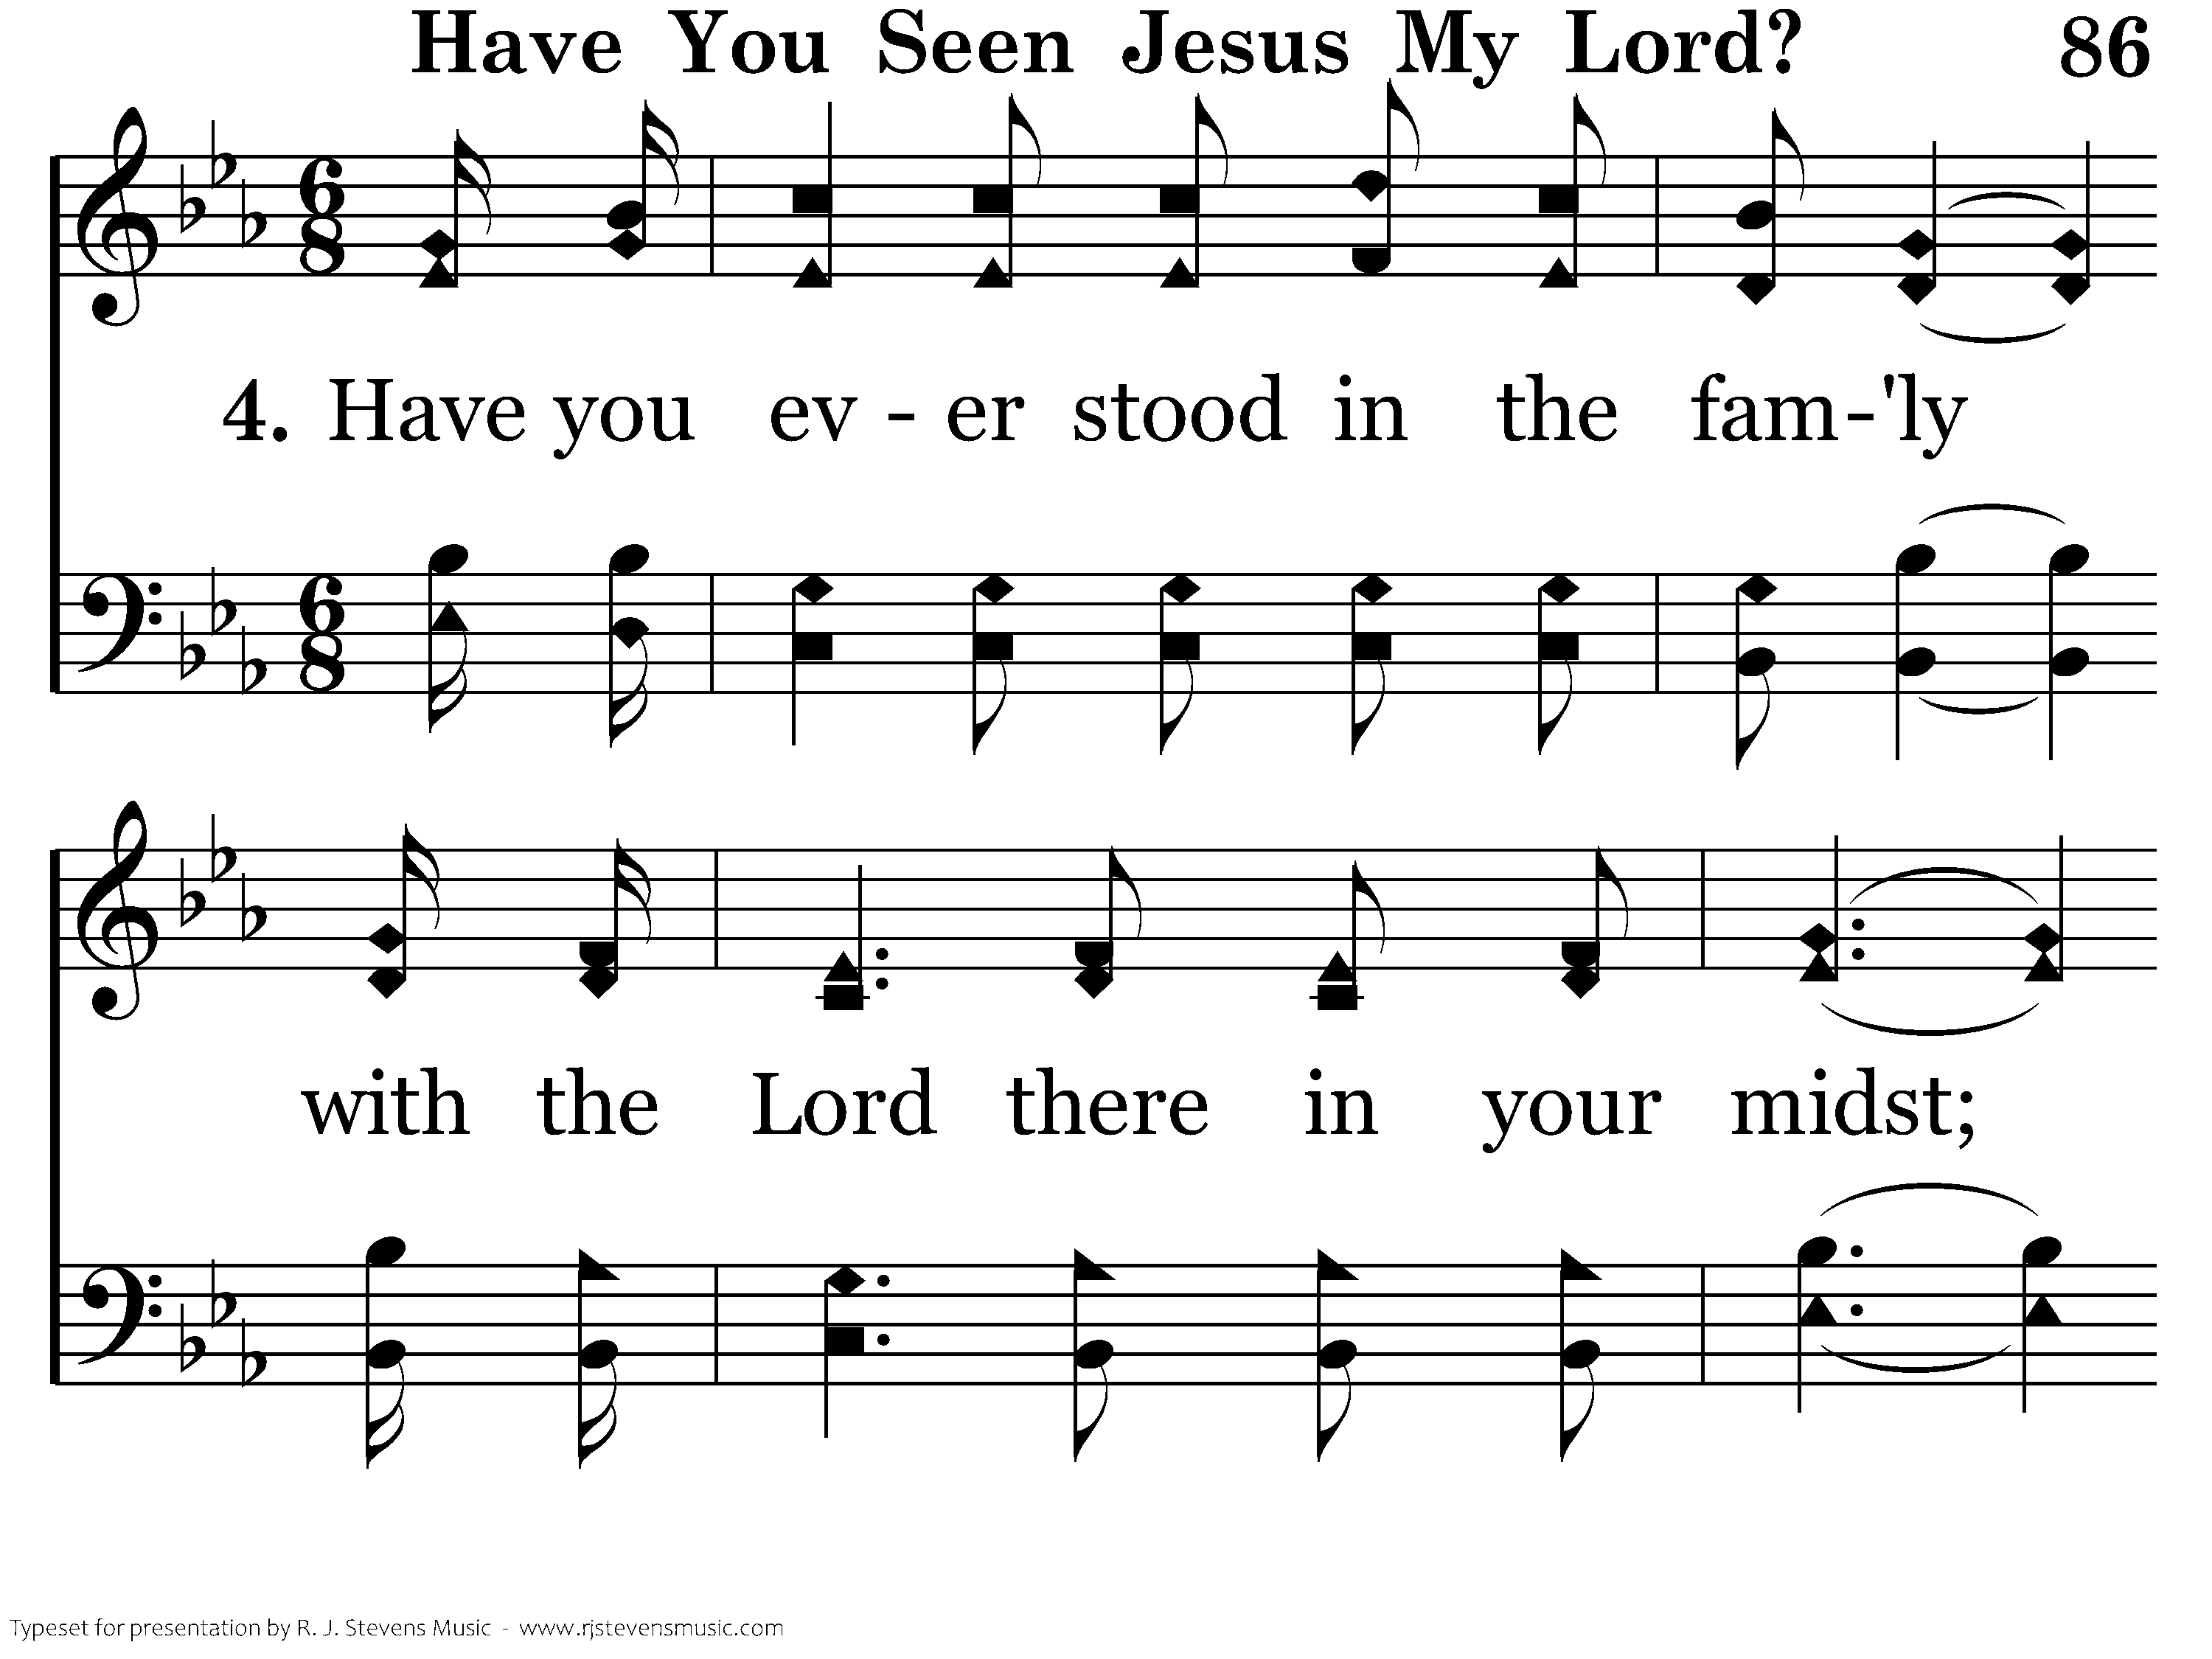 Have You Seen Jesus My Lord? 86
4. Have you ev - er stood in the fam-'ly
with the Lord there in your midst;
Typeset for presentation by R. J. Stevens Music - www.rjstevensmusic.com